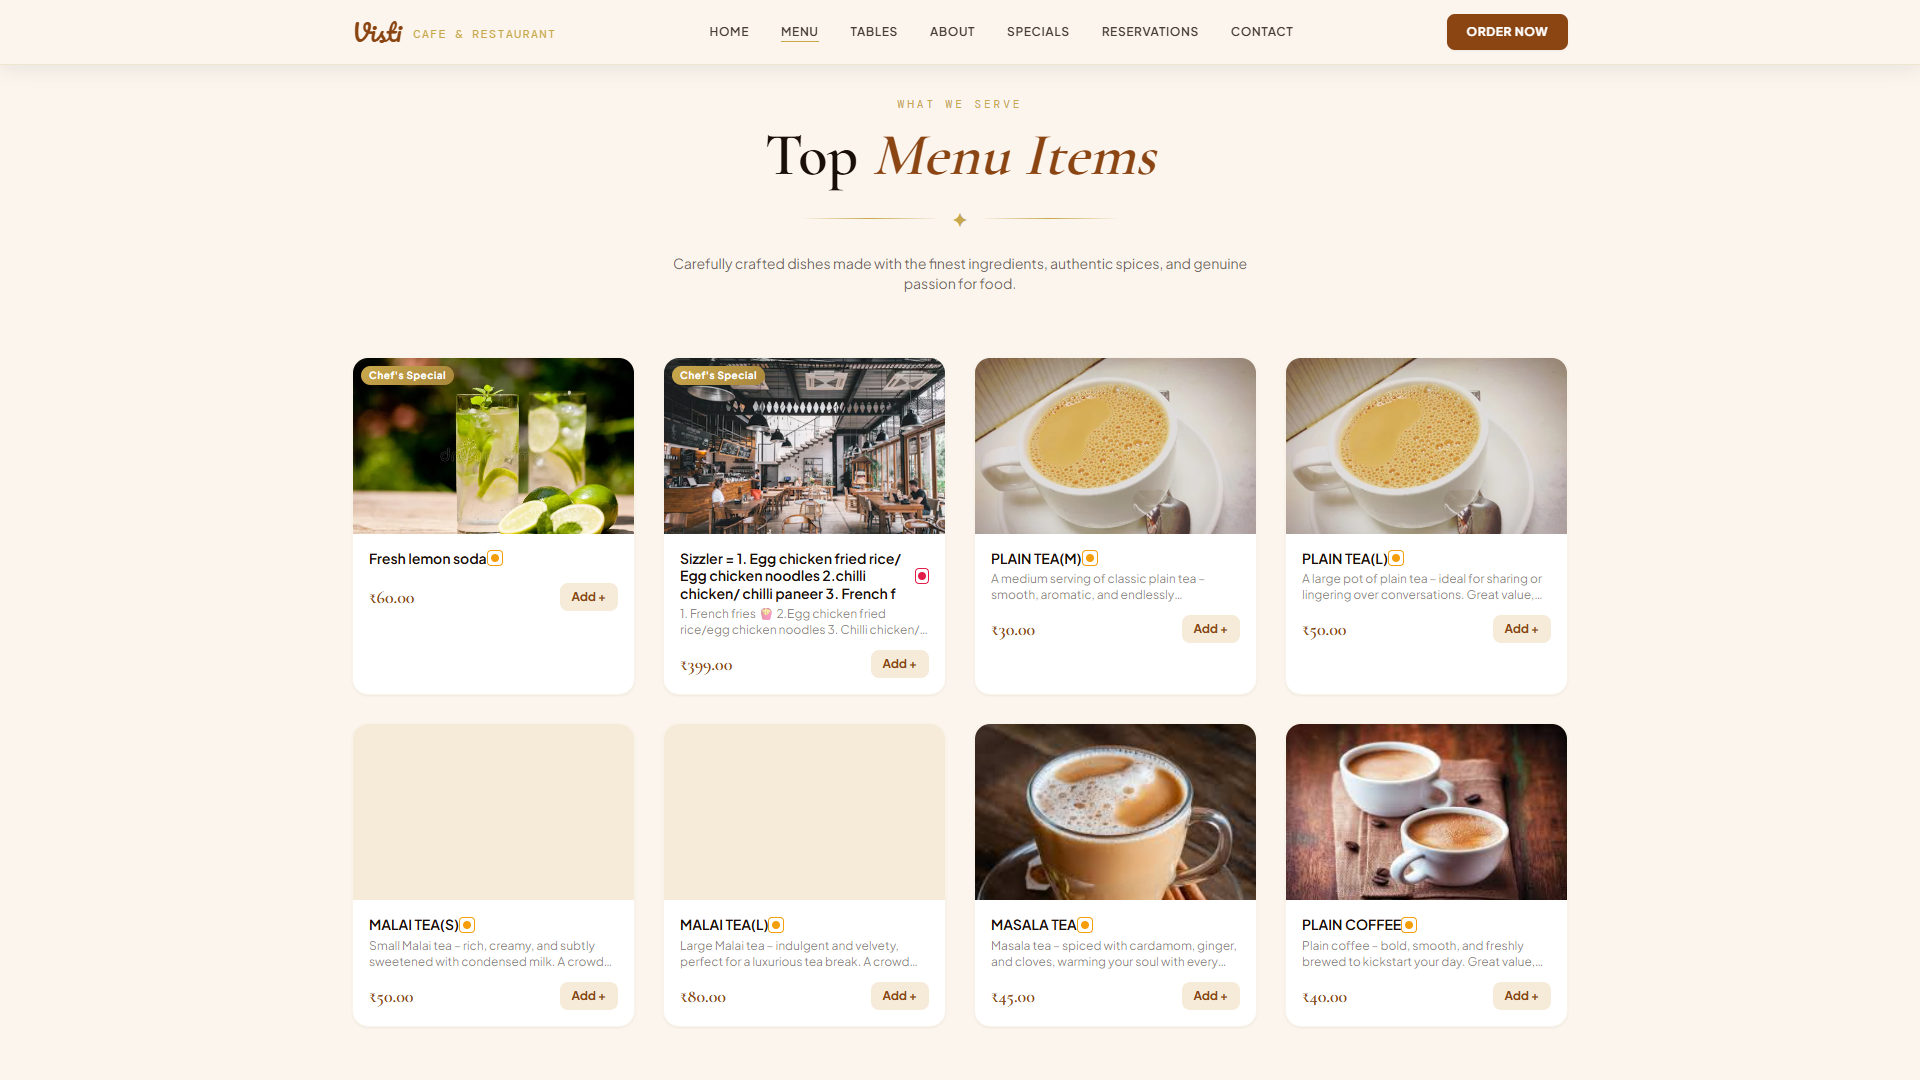 Visti CAFE & RESTAURANT
HOME MENU TABLES ABOUT SPECIALS RESERVATIONS CONTACT
ORDER NOW
WHAT WE SERVE
Top Menu Items
Carefully crafted dishes made with the finest ingredients, authentic spices, and genuine
passion for food.
Chef's Special
Fresh lemon soda
₹60.00
Add +
Chef's Special
Sizzler = 1. Egg chicken fried rice/
Egg chicken noodles 2.chilli
chicken/ chilli paneer 3. French f
1. French fries 🍟 2.Egg chicken fried
rice/egg chicken noodles 3. Chilli chicken/...
₹399.00
Add +
PLAIN TEA(M)
A medium serving of classic plain tea –
smooth, aromatic, and endlessly...
₹30.00
Add +
PLAIN TEA(L)
A large pot of plain tea – ideal for sharing or
lingering over conversations. Great value,...
₹50.00
Add +
MALAI TEA(S)
Small Malai tea – rich, creamy, and subtly
sweetened with condensed milk. A crowd...
₹50.00
Add +
MALAI TEA(L)
Large Malai tea – indulgent and velvety,
perfect for a luxurious tea break. A crowd...
₹80.00
Add +
MASALA TEA
Masala tea – spiced with cardamom, ginger,
and cloves, warming your soul with every...
₹45.00
Add +
PLAIN COFFEE
Plain coffee – bold, smooth, and freshly
brewed to kickstart your day. Great value,...
₹40.00
Add +